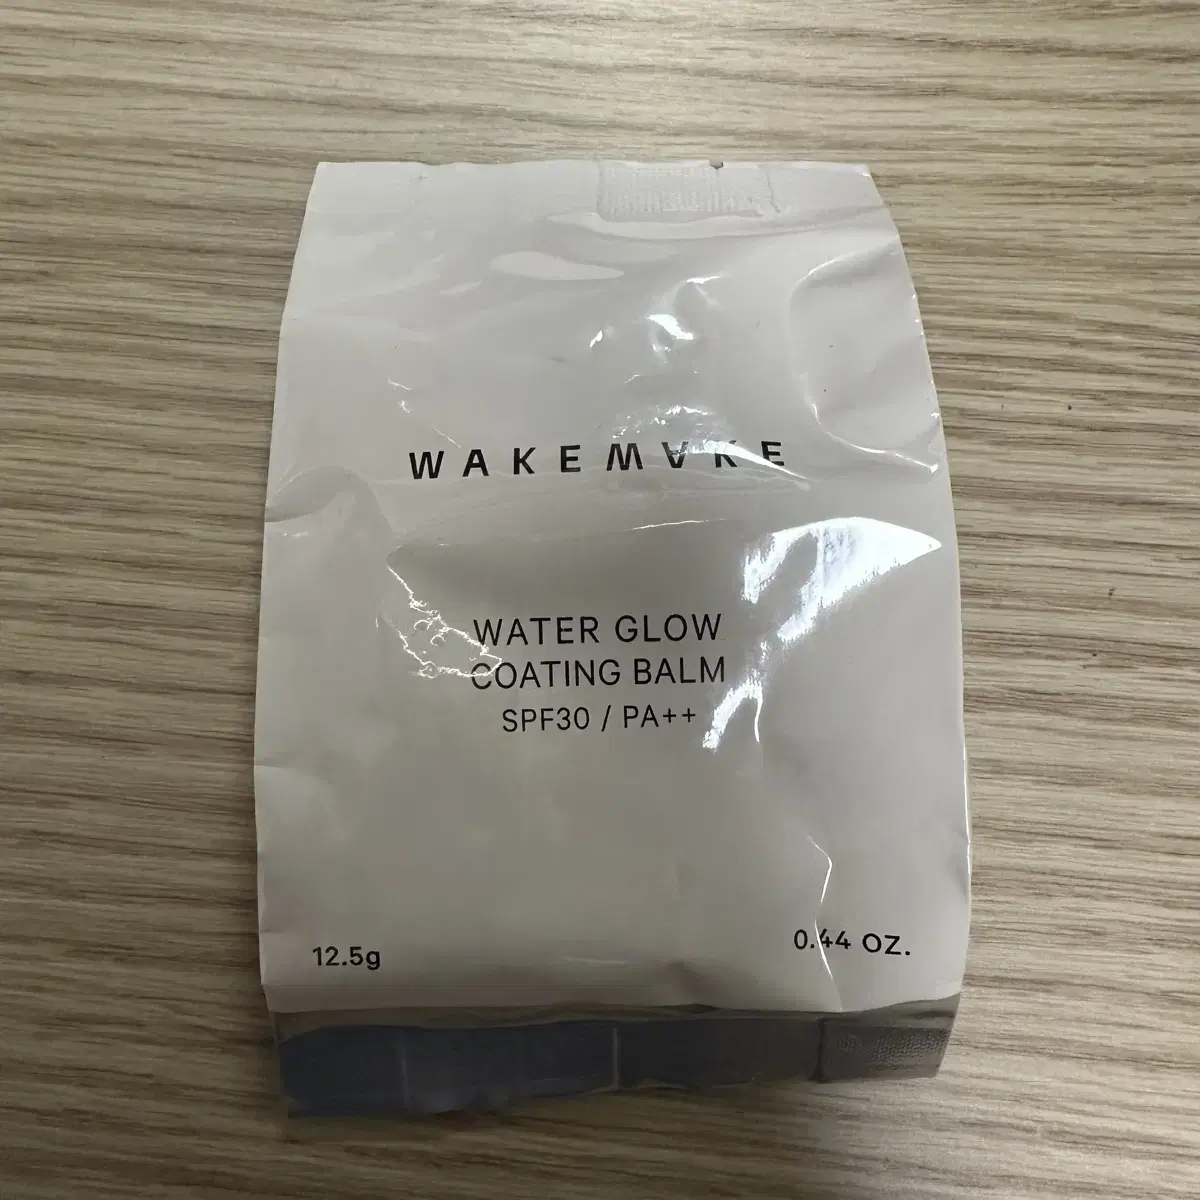 WAKEMAKE
WATER GLOW
COATING BALM
SPF30 / PA++
12.5g
0.44 OZ.